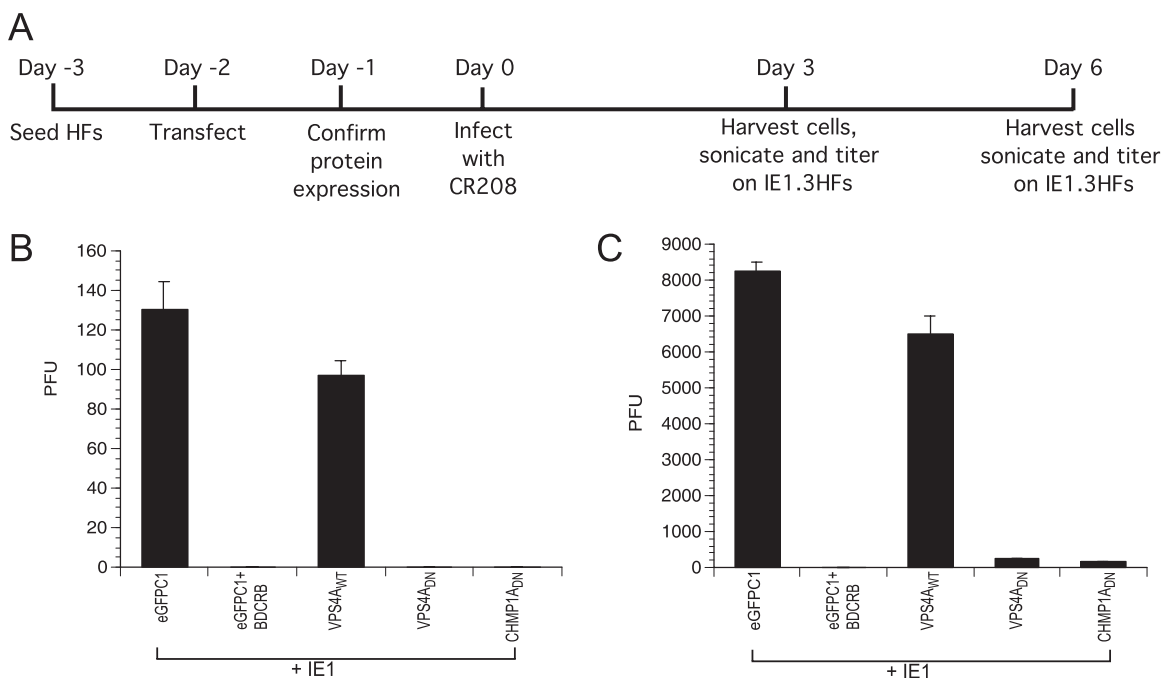 A
Day -3 Day -2 Day -1 Day 0 Day 3 Day 6
Seed HFs
Transfect
Confirm
protein
expression
Infect
with
CR208
Harvest cells,
sonicate and titer
on IE1.3HFs
Harvest cells
sonicate and titer
on IE1.3HFs
B
PFU
160
140
120
100
80
60
40
20
0
eGFPC1
eGFPC1+
BDCRB
VPS4AWT
VPS4ADN
CHMP1ADN
+ IE1
C
PFU
9000
8000
7000
6000
5000
4000
3000
2000
1000
0
eGFPC1
eGFPC1+
BDCRB
VPS4AWT
VPS4ADN
CHMP1ADN
+ IE1